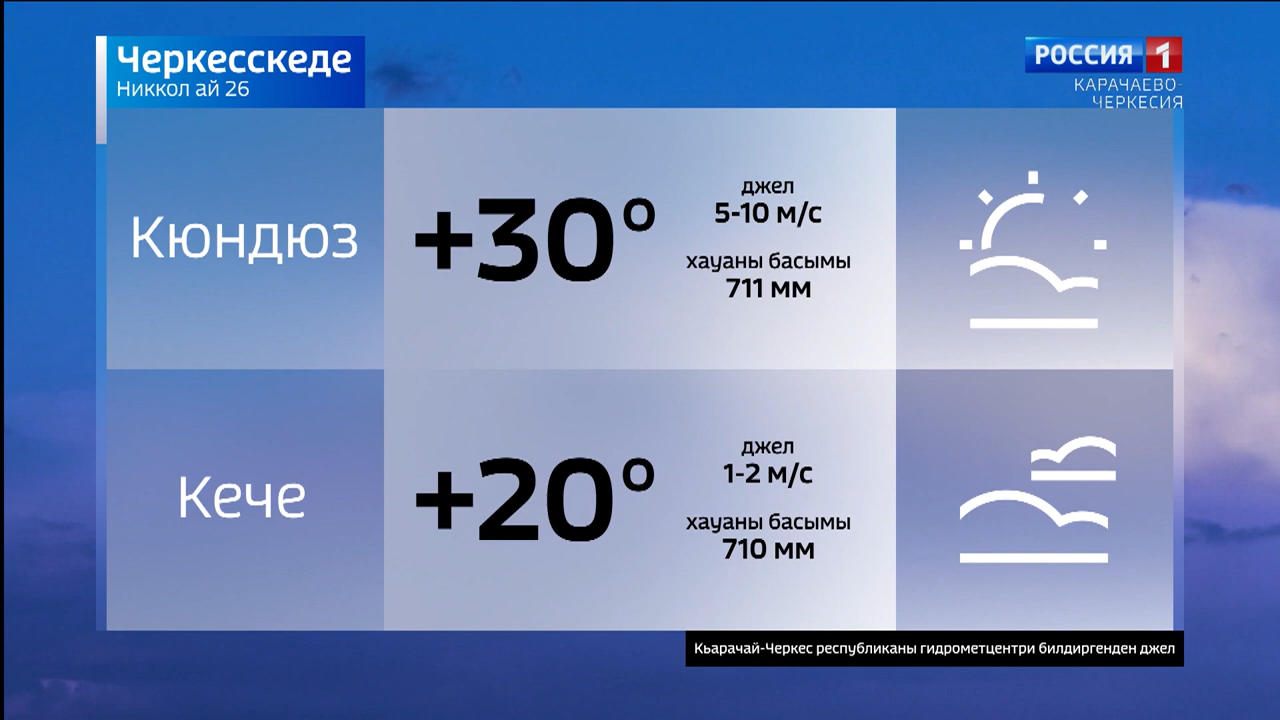 Черкесскеде
Никкол ай 26
РОССИЯ 1
КАРАЧАЕВО-
ЧЕРКЕСИЯ
Кюндюз
+30°
джел
5-10 м/с
хауаны басымы
711 мм
Кече
+20°
джел
1-2 м/с
хауаны басымы
710 мм
Кьарачай-Черкес республиканы гидрометцентри билдиргенден джел